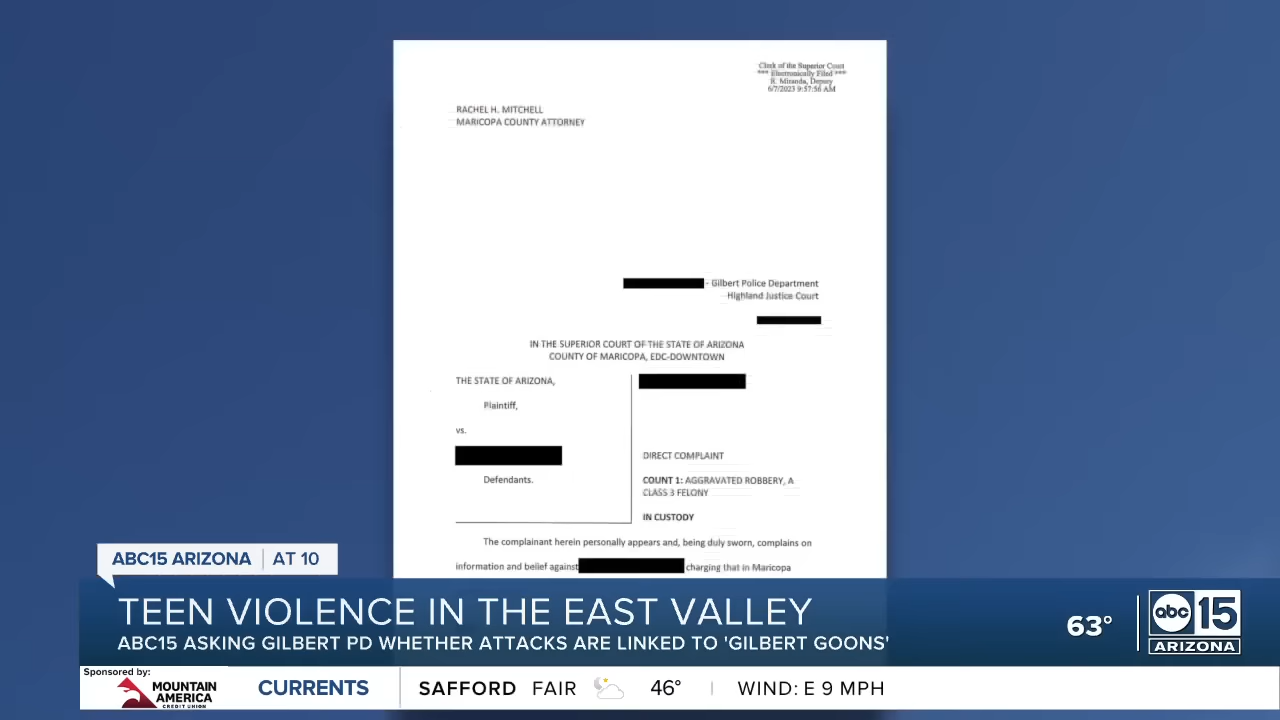 Clerk of the Superior Court
*** Electronically Filed ***
R. Miranda, Deputy
6/7/2023 9:57:56 AM
RACHEL H. MITCHELL
MARICOPA COUNTY ATTORNEY
- Gilbert Police Department
Highland Justice Court
IN THE SUPERIOR COURT OF THE STATE OF ARIZONA
COUNTY OF MARICOPA, EDC-DOWNTOWN
THE STATE OF ARIZONA,
Plaintiff,
vs.
Defendants.
DIRECT COMPLAINT
COUNT 1: AGGRAVATED ROBBERY, A
CLASS 3 FELONY
IN CUSTODY
The complainant herein personally appears and, being duly sworn, complains on
information and belief against charging that in Maricopa
ABC15 ARIZONA | AT 10
TEEN VIOLENCE IN THE EAST VALLEY
ABC15 ASKING GILBERT PD WHETHER ATTACKS ARE LINKED TO 'GILBERT GOONS'
63°
abc 15
ARIZONA
Sponsored by:
MOUNTAIN
AMERICA
CREDIT UNION
CURRENTS
SAFFORD FAIR 46° | WIND: E 9 MPH